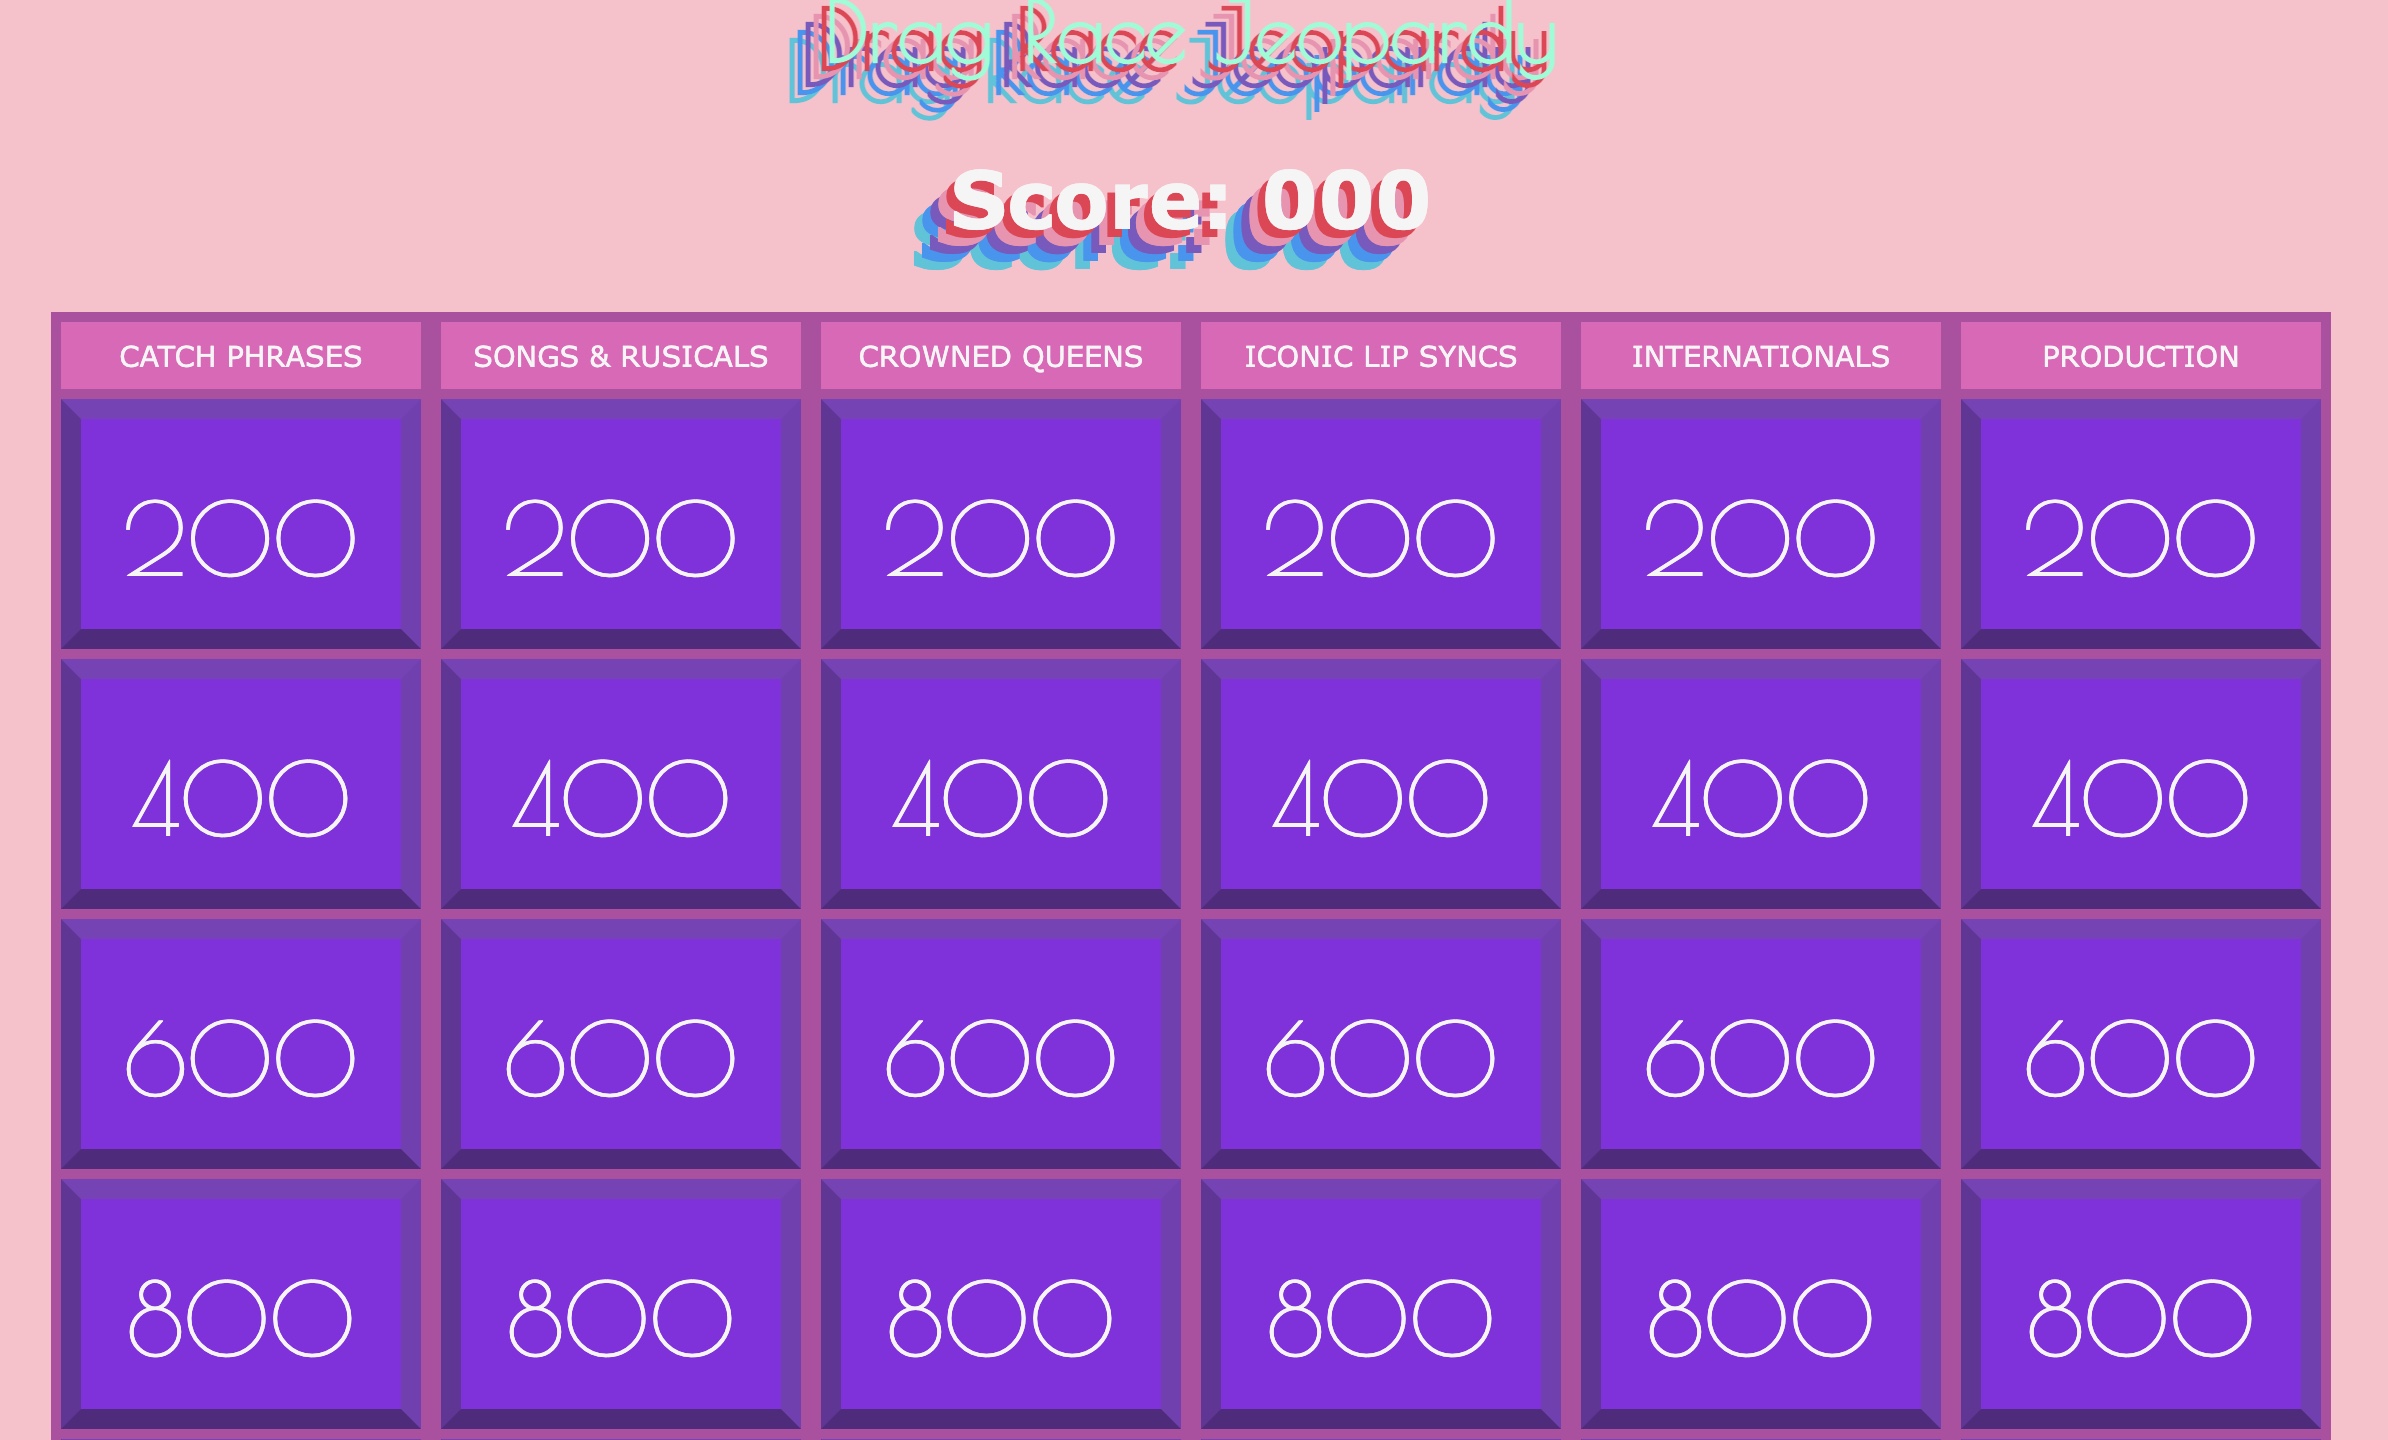 Drag Race Jeopardy
Score: 000
CATCH PHRASES SONGS & RUSICALS CROWNED QUEENS ICONIC LIP SYNCS INTERNATIONALS PRODUCTION
200 200 200 200 200 200
400 400 400 400 400 400
600 600 600 600 600 600
800 800 800 800 800 800